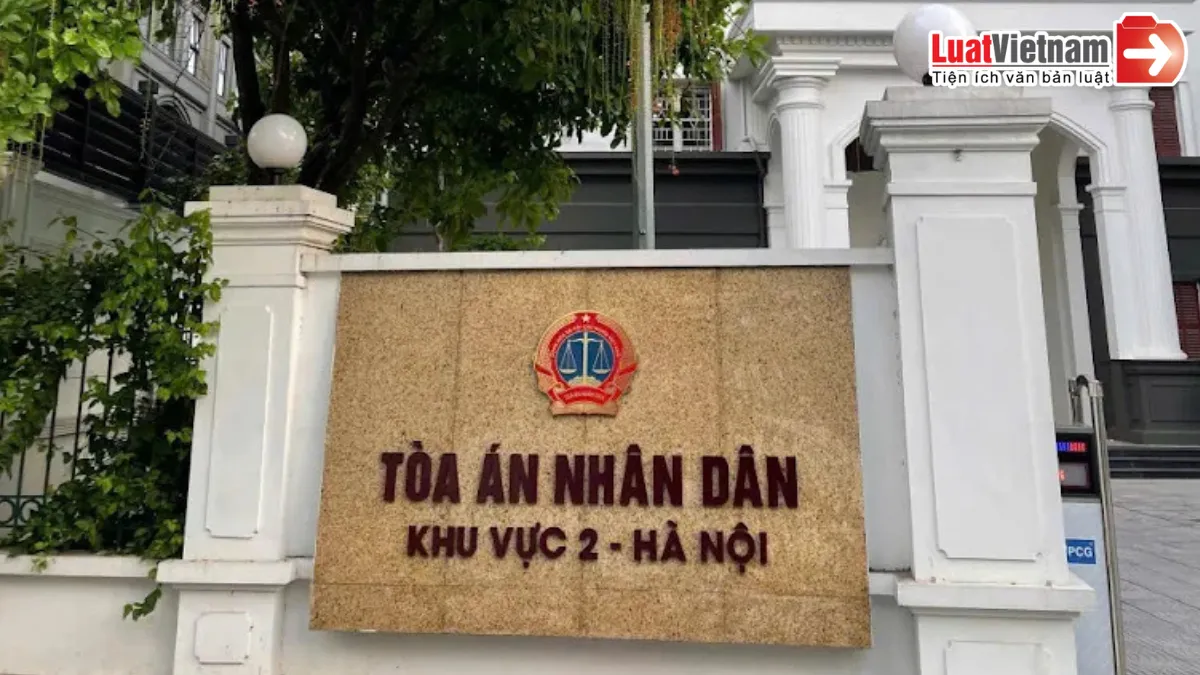 LuatVietnam
Tiện ích văn bản luật
TÒA ÁN NHÂN DÂN
KHU VỰC 2 - HÀ NỘI
PCG